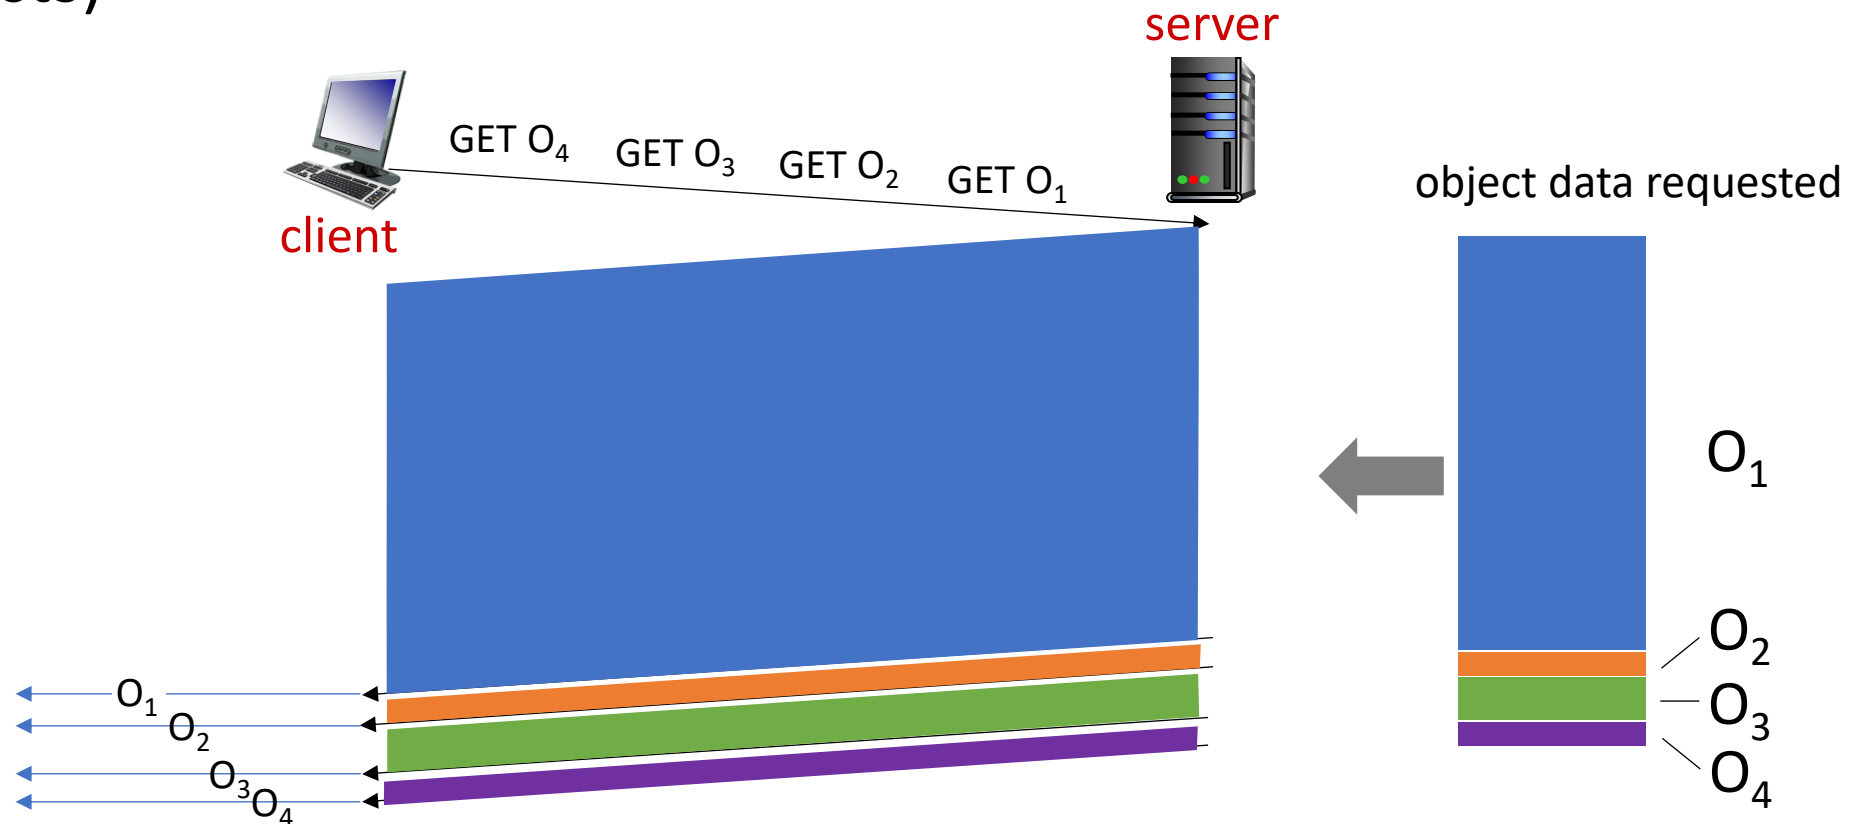 server
GET O₄ GET O₃ GET O₂ GET O₁
object data requested
client
O₁
O₂
O₃
O₄
O₁
O₂
O₃
O₄